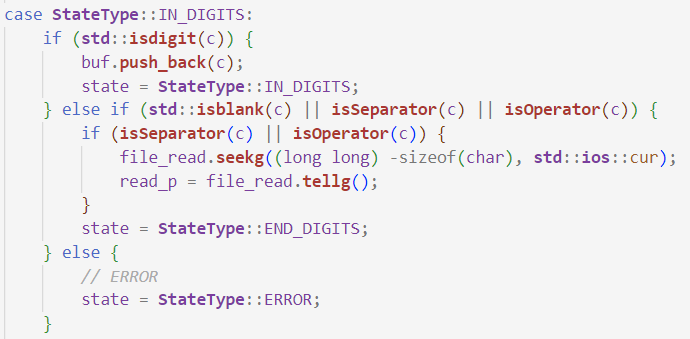 case StateType::IN_DIGITS:
    if (std::isdigit(c)) {
        buf.push_back(c);
        state = StateType::IN_DIGITS;
    } else if (std::isblank(c) || isSeparator(c) || isOperator(c)) {
        if (isSeparator(c) || isOperator(c)) {
            file_read.seekg((long long) -sizeof(char), std::ios::cur);
            read_p = file_read.tellg();
        }
        state = StateType::END_DIGITS;
    } else {
        // ERROR
        state = StateType::ERROR;
    }